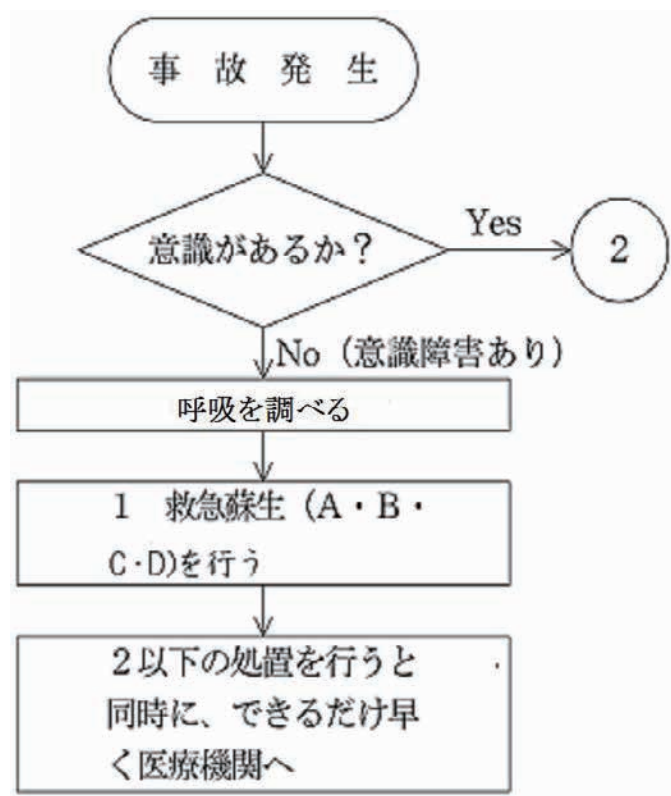 事 故 発 生
意識があるか?
Yes
2
No (意識障害あり)
呼吸を調べる
1 救急蘇生(A・B・
C・D)を行う
2以下の処置を行うと
同時に、できるだけ早
く医療機関へ